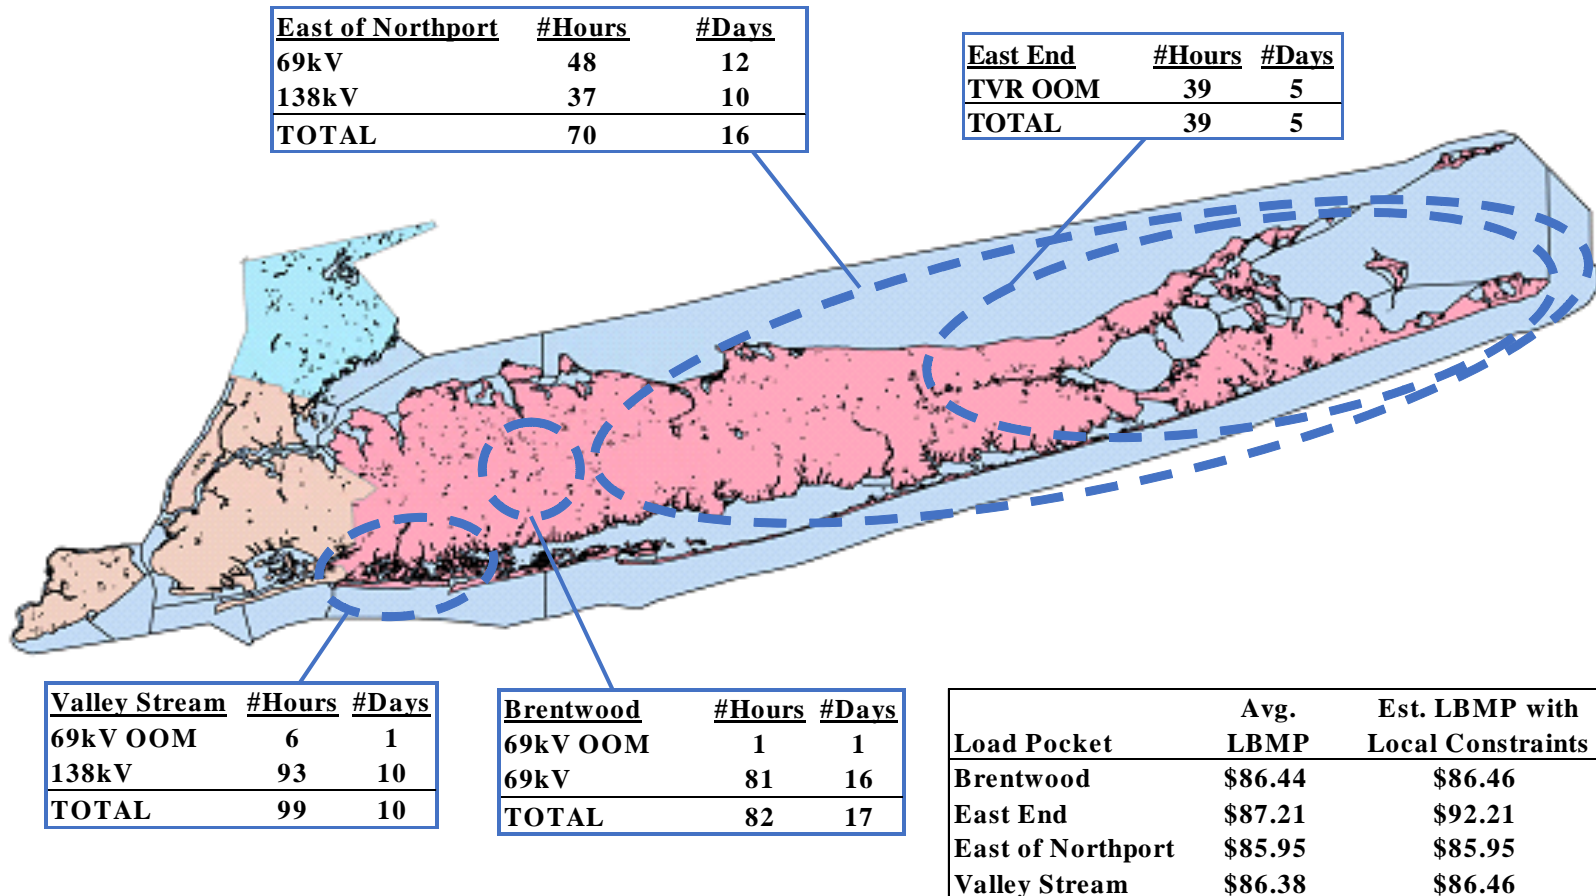 East of Northport #Hours #Days
69kV 48 12
138kV 37 10
TOTAL 70 16
East End #Hours #Days
TVR OOM 39 5
TOTAL 39 5
Valley Stream #Hours #Days
69kV OOM 6 1
138kV 93 10
TOTAL 99 10
Brentwood #Hours #Days
69kV OOM 1 1
69kV 81 16
TOTAL 82 17
Avg. Est. LBMP with
Load Pocket LBMP Local Constraints
Brentwood $86.44 $86.46
East End $87.21 $92.21
East of Northport $85.95 $85.95
Valley Stream $86.38 $86.46